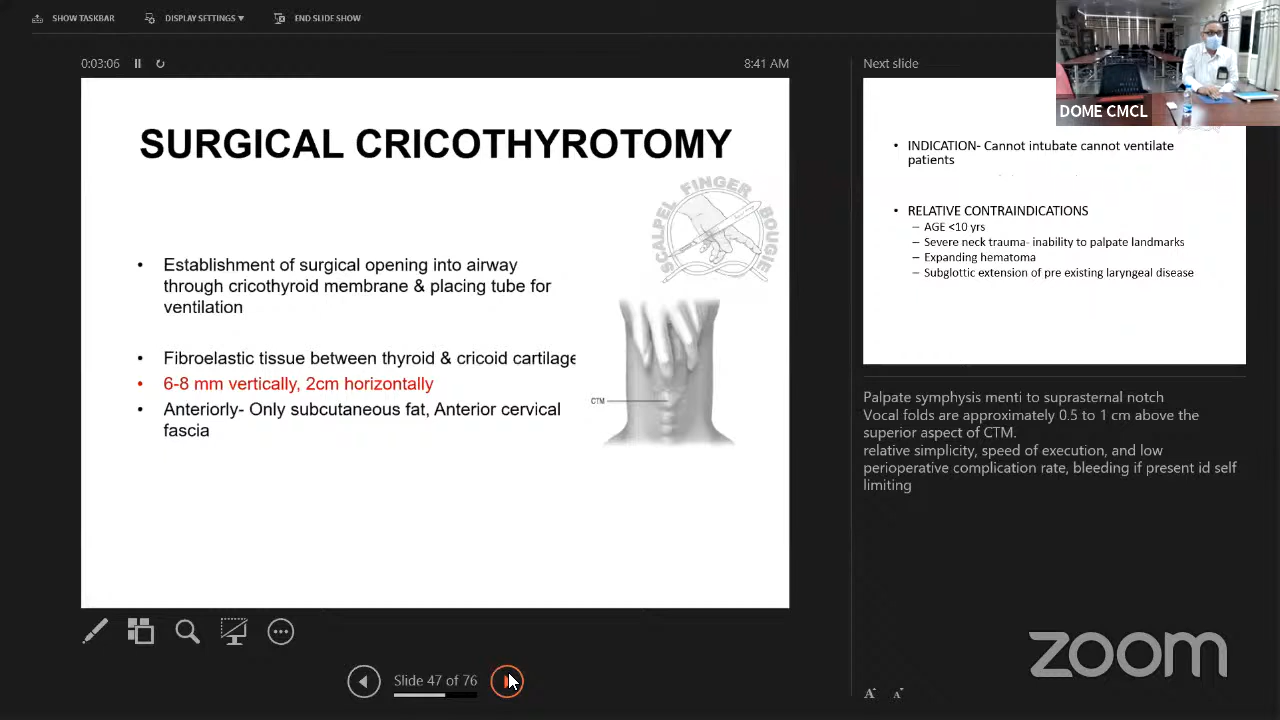 SHOW TASKBAR
DISPLAY SETTINGS ▼
END SLIDE SHOW
0:03:06
8:41 AM
SURGICAL CRICOTHYROTOMY
SCALPEL FINGER BOUGIE
• Establishment of surgical opening into airway
through cricothyroid membrane & placing tube for
ventilation
• Fibroelastic tissue between thyroid & cricoid cartilage
• 6-8 mm vertically, 2cm horizontally
• Anteriorly- Only subcutaneous fat, Anterior cervical
fascia
CTM
Slide 47 of 76
Next slide
DOME CMCL
• INDICATION- Cannot intubate cannot ventilate
patients
• RELATIVE CONTRAINDICATIONS
– AGE <10 yrs
– Severe neck trauma- inability to palpate landmarks
– Expanding hematoma
– Subglottic extension of pre existing laryngeal disease
Palpate symphysis menti to suprasternal notch
Vocal folds are approximately 0.5 to 1 cm above the
superior aspect of CTM.
relative simplicity, speed of execution, and low
perioperative complication rate, bleeding if present id self
limiting
zoom
A A